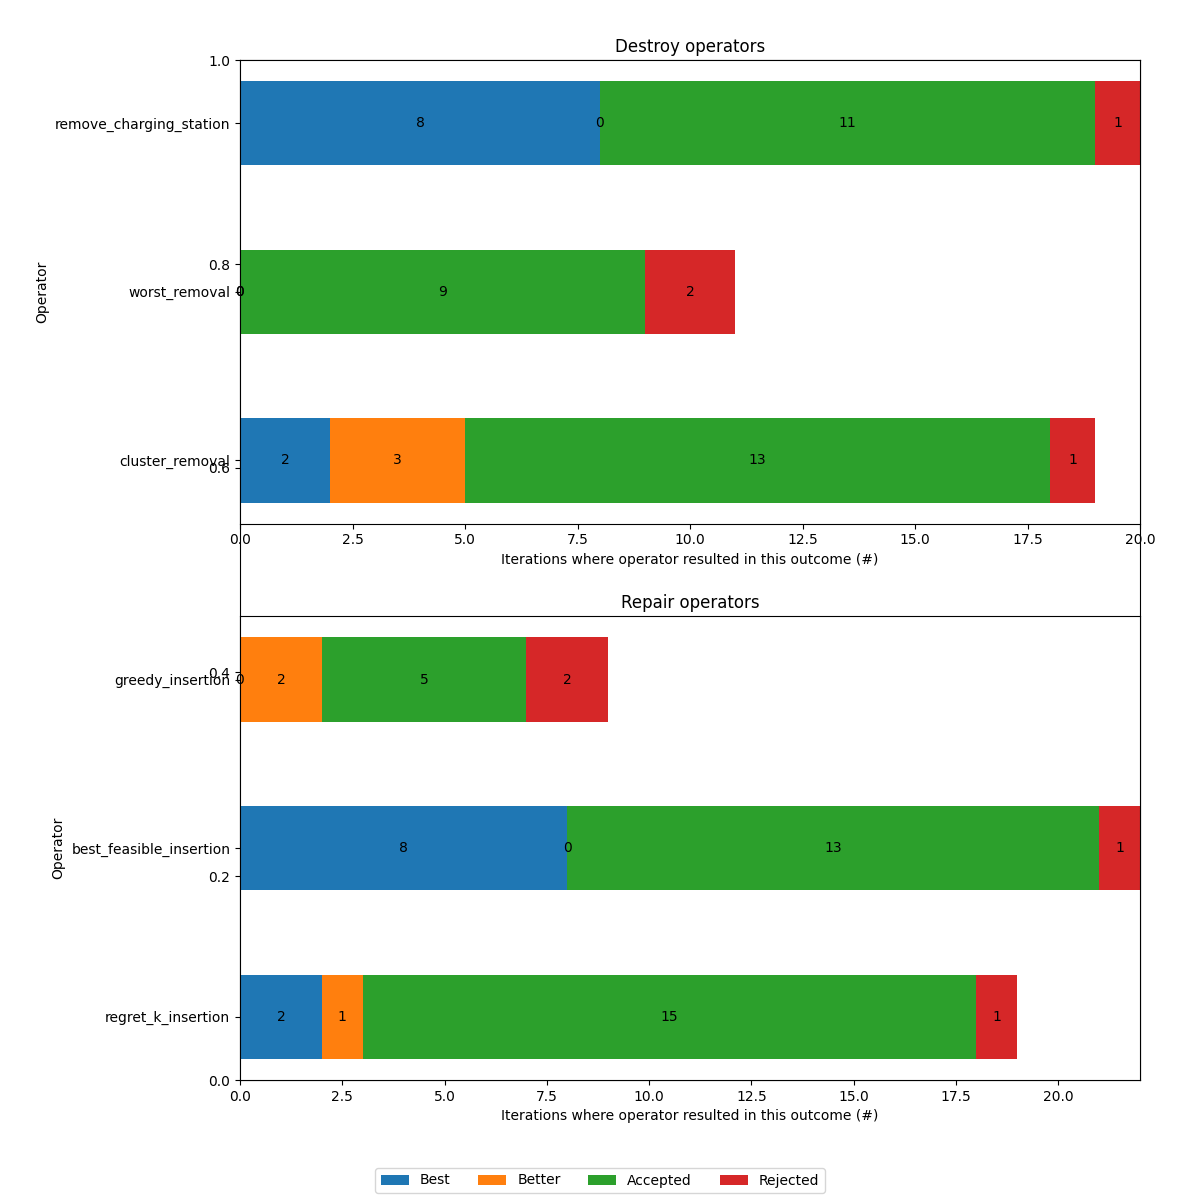 Destroy operators
1.0
remove_charging_station 8 0 11 1
0.8
Operator
worst_removal 0 9 2
cluster_removal 2 3 13 1
0.6
0.0 2.5 5.0 7.5 10.0 12.5 15.0 17.5 20.0
Iterations where operator resulted in this outcome (#)
Repair operators
0.4
greedy_insertion 0 2 5 2
Operator
best_feasible_insertion 8 0 13 1
0.2
regret_k_insertion 2 1 15 1
0.0
0.0 2.5 5.0 7.5 10.0 12.5 15.0 17.5 20.0
Iterations where operator resulted in this outcome (#)
Best Better Accepted Rejected